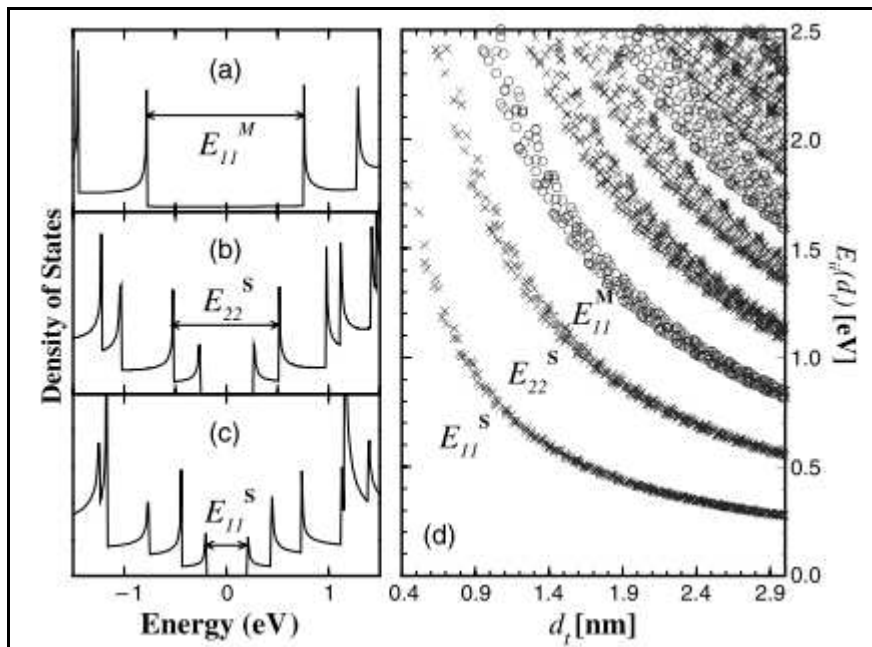 (a)
E₁₁ᴹ
(b)
E₂₂ˢ
(c)
E₁₁ˢ
Density of States
−1 0 1
Energy (eV)
2.5
2.0
1.5
1.0
0.5
0.0
Eᵢᵢ(dₜ) [eV]
E₁₁ᴹ
E₂₂ˢ
E₁₁ˢ
(d)
0.4 0.9 1.4 1.9 2.4 2.9
dₜ [nm]